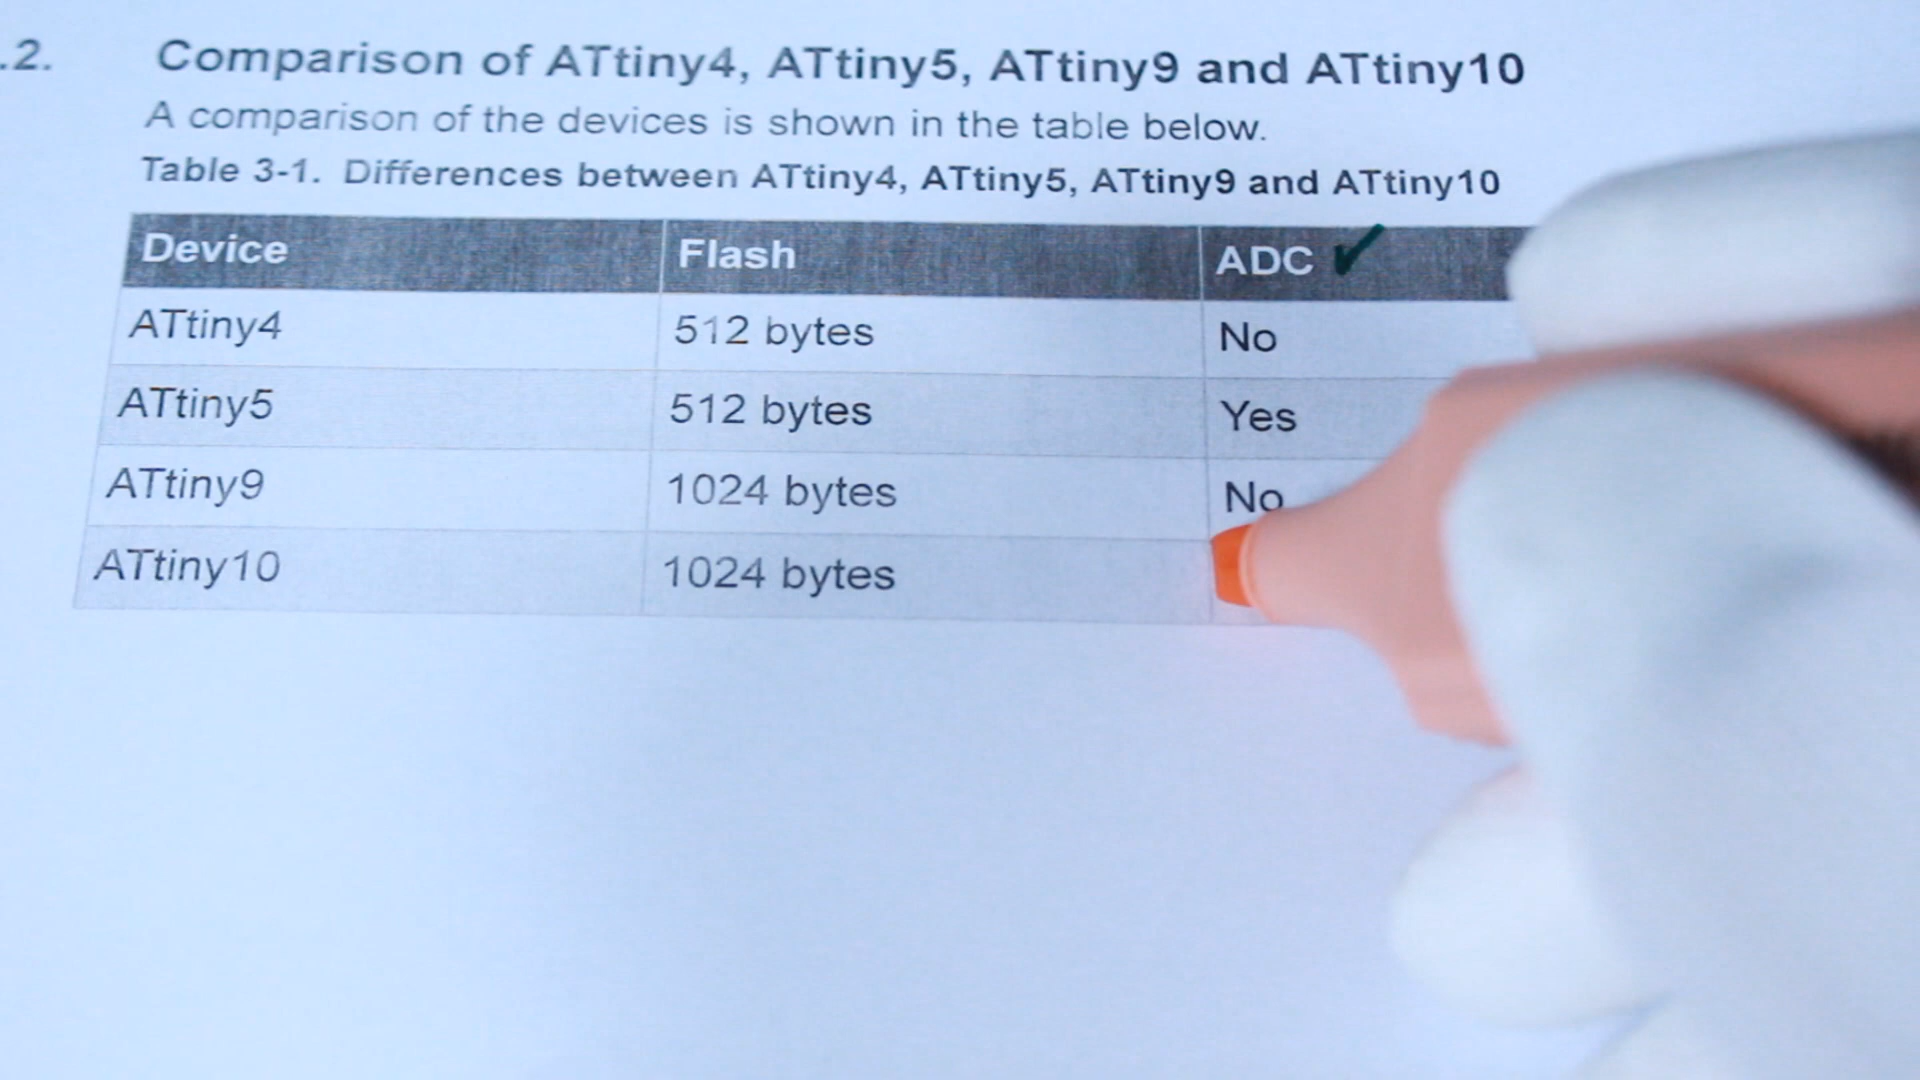 .2. Comparison of ATtiny4, ATtiny5, ATtiny9 and ATtiny10
A comparison of the devices is shown in the table below.
Table 3-1. Differences between ATtiny4, ATtiny5, ATtiny9 and ATtiny10
Device Flash ADC ✓
ATtiny4 512 bytes No
ATtiny5 512 bytes Yes
ATtiny9 1024 bytes No
ATtiny10 1024 bytes